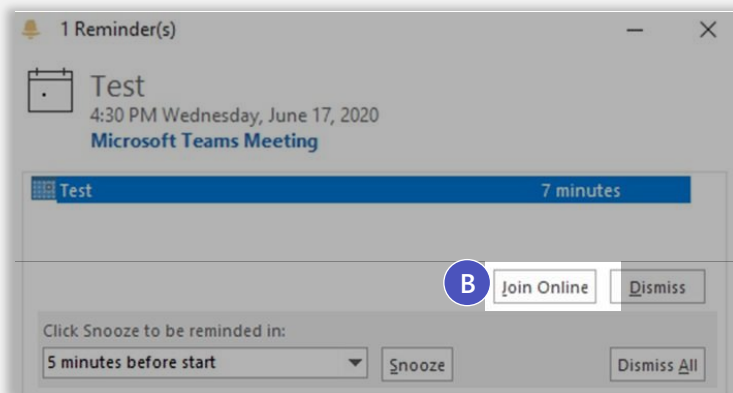 1 Reminder(s)
Test
4:30 PM Wednesday, June 17, 2020
Microsoft Teams Meeting
Test 7 minutes
B Join Online Dismiss
Click Snooze to be reminded in:
5 minutes before start Snooze Dismiss All